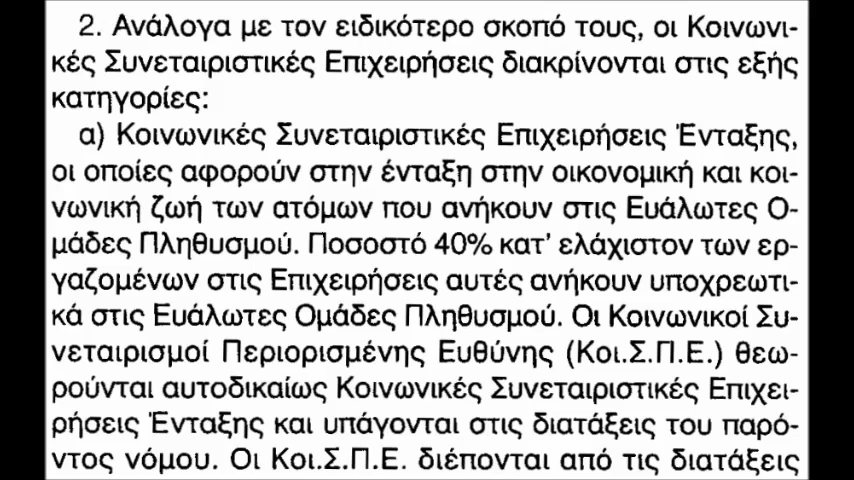 2. Ανάλογα με τον ειδικότερο σκοπό τους, οι Κοινωνι-
κές Συνεταιριστικές Επιχειρήσεις διακρίνονται στις εξής
κατηγορίες:
α) Κοινωνικές Συνεταιριστικές Επιχειρήσεις Ένταξης,
οι οποίες αφορούν στην ένταξη στην οικονομική και κοι-
νωνική ζωή των ατόμων που ανήκουν στις Ευάλωτες Ο-
μάδες Πληθυσμού. Ποσοστό 40% κατ’ ελάχιστον των ερ-
γαζομένων στις Επιχειρήσεις αυτές ανήκουν υποχρεωτι-
κά στις Ευάλωτες Ομάδες Πληθυσμού. Οι Κοινωνικοί Συ-
νεταιρισμοί Περιορισμένης Ευθύνης (Κοι.Σ.Π.Ε.) θεω-
ρούνται αυτοδικαίως Κοινωνικές Συνεταιριστικές Επιχει-
ρήσεις Ένταξης και υπάγονται στις διατάξεις του παρό-
ντος νόμου. Οι Κοι.Σ.Π.Ε. διέπονται από τις διατάξεις